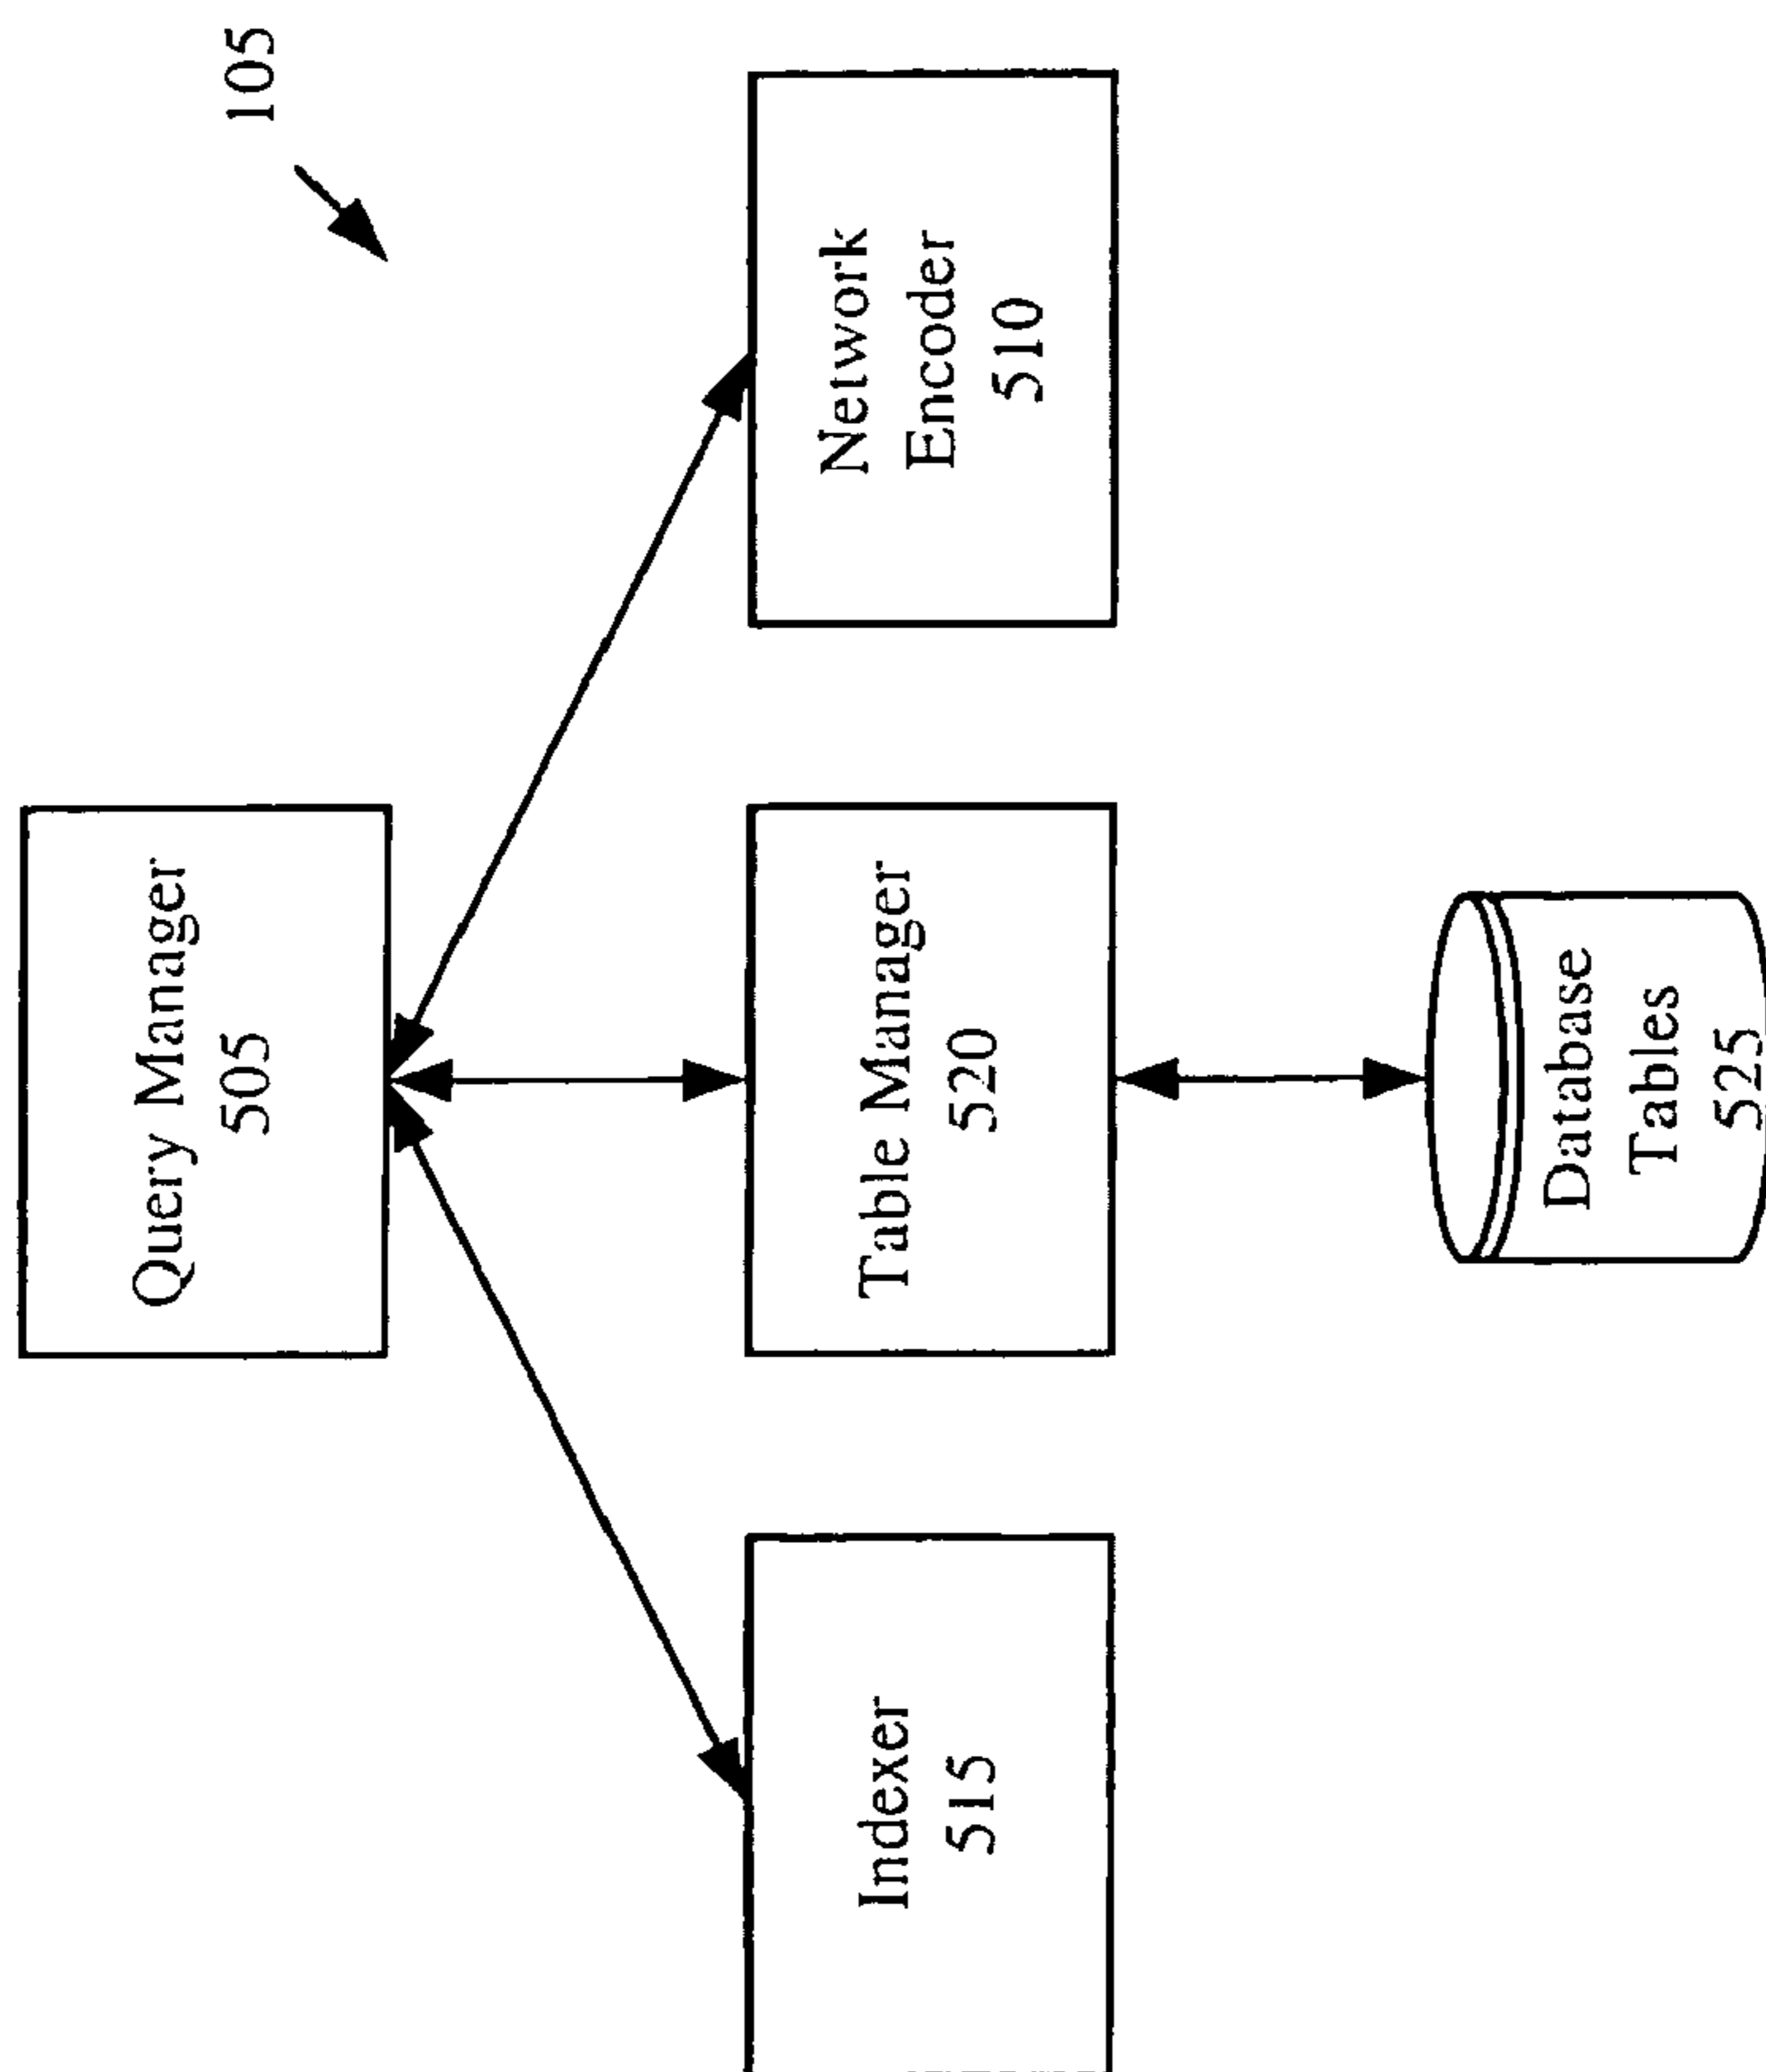 105
Query Manager
505
Indexer
515
Table Manager
520
Network
Encoder
510
Database
Tables
525